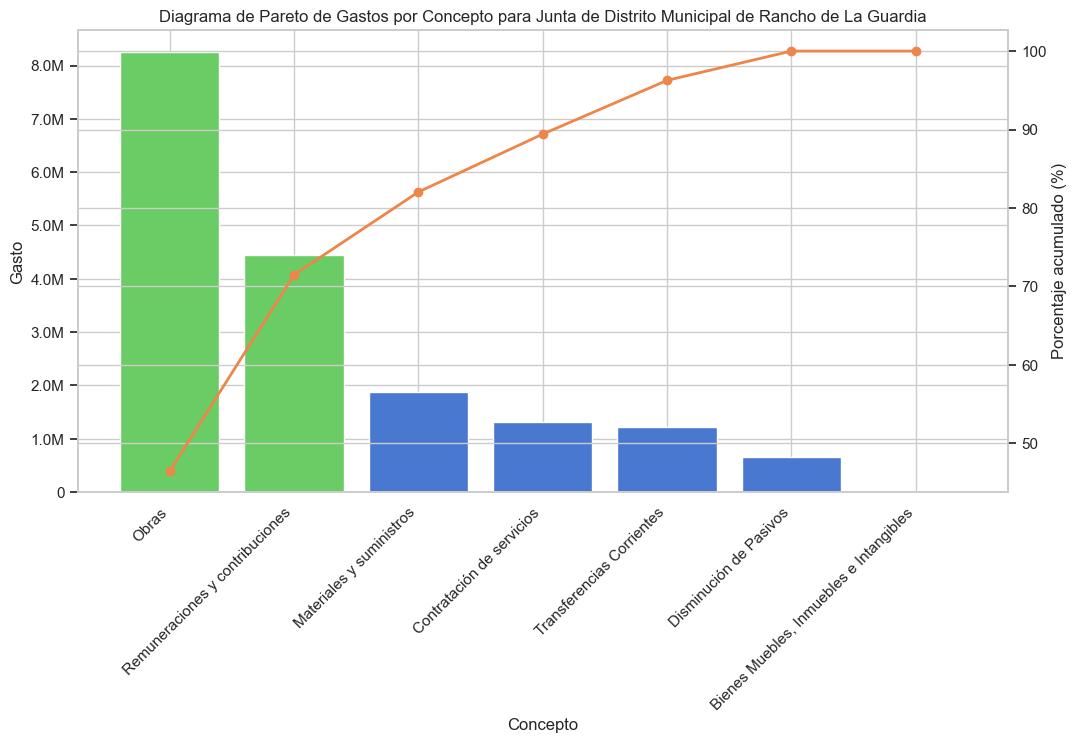 Diagrama de Pareto de Gastos por Concepto para Junta de Distrito Municipal de Rancho de La Guardia
8.0M
7.0M
6.0M
5.0M
4.0M
3.0M
2.0M
1.0M
0
Gasto
100
90
80
70
60
50
Porcentaje acumulado (%)
Obras
Remuneraciones y contribuciones
Materiales y suministros
Contratación de servicios
Transferencias Corrientes
Disminución de Pasivos
Bienes Muebles, Inmuebles e Intangibles
Concepto